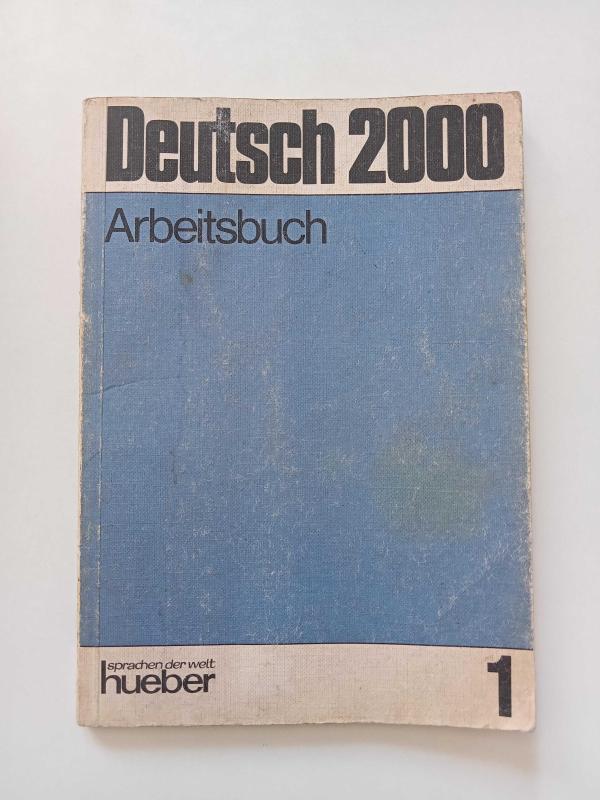 Deutsch 2000
Arbeitsbuch
sprachen der welt
hueber
1